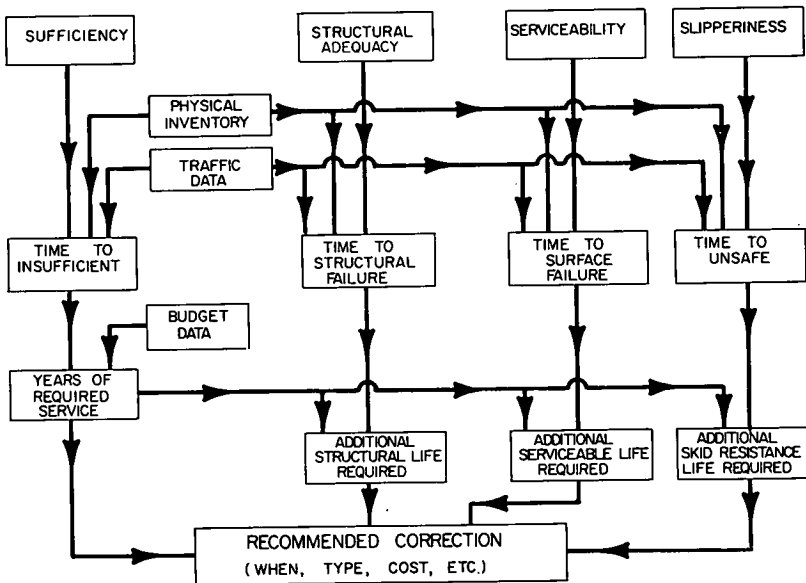 SUFFICIENCY
STRUCTURAL
ADEQUACY
SERVICEABILITY
SLIPPERINESS
PHYSICAL
INVENTORY
TRAFFIC
DATA
TIME TO
INSUFFICIENT
TIME TO
STRUCTURAL
FAILURE
TIME TO
SURFACE
FAILURE
TIME TO
UNSAFE
BUDGET
DATA
YEARS OF
REQUIRED
SERVICE
ADDITIONAL
STRUCTURAL LIFE
REQUIRED
ADDITIONAL
SERVICEABLE LIFE
REQUIRED
ADDITIONAL
SKID RESISTANCE
LIFE REQUIRED
RECOMMENDED CORRECTION
(WHEN, TYPE, COST, ETC.)